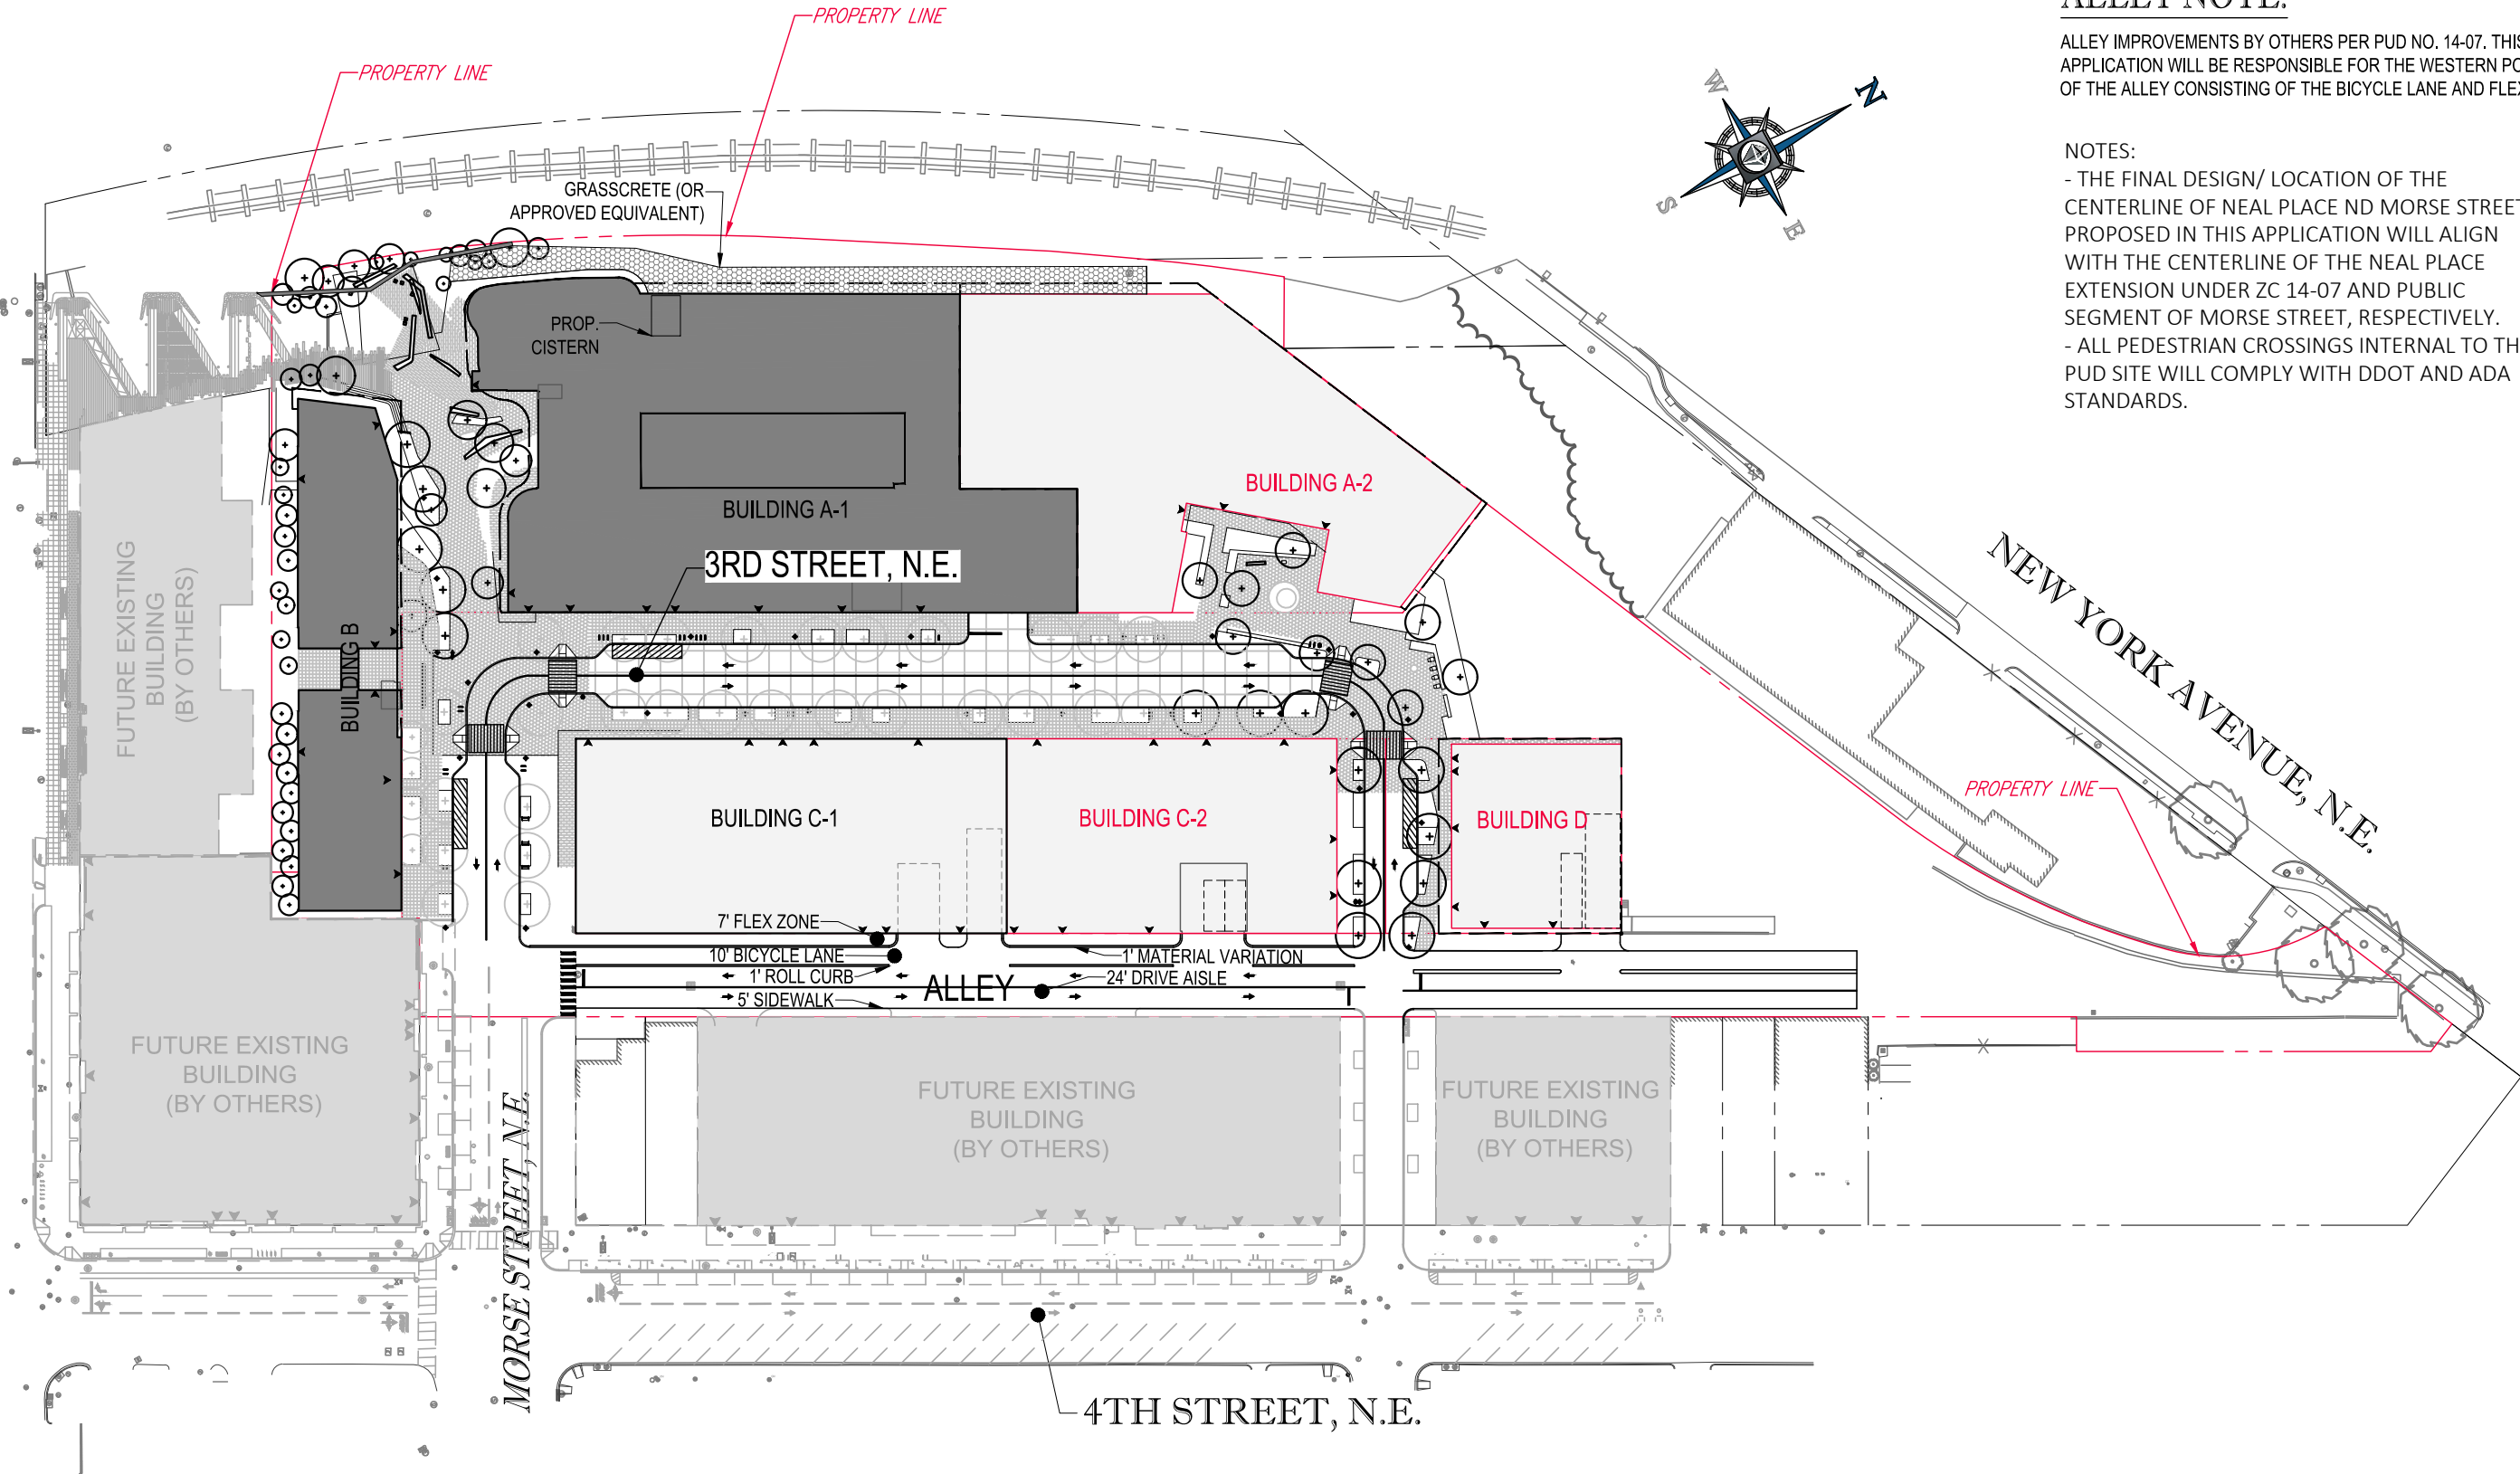 PROPERTY LINE
PROPERTY LINE
ALLEY NOTE:
ALLEY IMPROVEMENTS BY OTHERS PER PUD NO. 14-07. THIS
APPLICATION WILL BE RESPONSIBLE FOR THE WESTERN PO
OF THE ALLEY CONSISTING OF THE BICYCLE LANE AND FLEX
NOTES:
- THE FINAL DESIGN/ LOCATION OF THE
CENTERLINE OF NEAL PLACE ND MORSE STREET
PROPOSED IN THIS APPLICATION WILL ALIGN
WITH THE CENTERLINE OF THE NEAL PLACE
EXTENSION UNDER ZC 14-07 AND PUBLIC
SEGMENT OF MORSE STREET, RESPECTIVELY.
- ALL PEDESTRIAN CROSSINGS INTERNAL TO TH
PUD SITE WILL COMPLY WITH DDOT AND ADA
STANDARDS.
W
N
S
E
GRASSCRETE (OR
APPROVED EQUIVALENT)
PROP.
CISTERN
BUILDING A-1
BUILDING A-2
3RD STREET, N.E.
FUTURE EXISTING
BUILDING
(BY OTHERS)
BUILDING B
NEW YORK AVENUE, N.E.
PROPERTY LINE
BUILDING C-1
BUILDING C-2
BUILDING D
7' FLEX ZONE
10' BICYCLE LANE
1' ROLL CURB
5' SIDEWALK
ALLEY
1' MATERIAL VARIATION
24' DRIVE AISLE
FUTURE EXISTING
BUILDING
(BY OTHERS)
FUTURE EXISTING
BUILDING
(BY OTHERS)
FUTURE EXISTING
BUILDING
(BY OTHERS)
MORSE STREET, N.E.
4TH STREET, N.E.